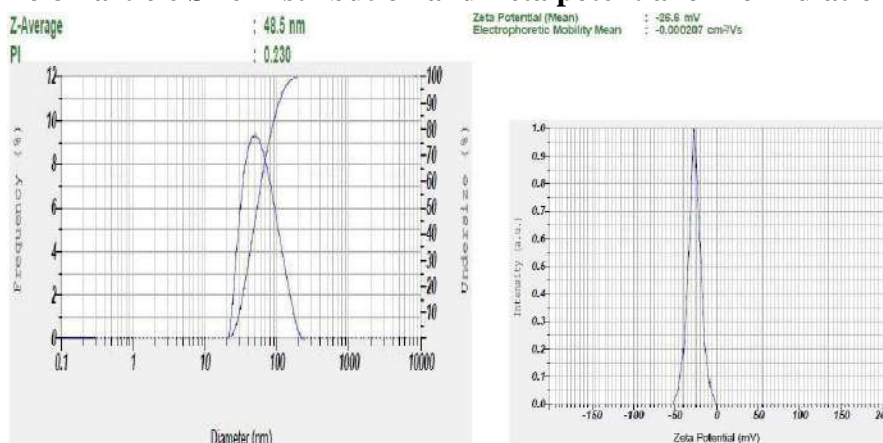 Z-Average : 48.5 nm
PI : 0.230
Zeta Potential (Mean) : -26.6 mV
Electrophoretic Mobility Mean : -0.000207 cm²/Vs
Frequency (%)
12
10
8
6
4
2
0
0.1 1 10 100 1000 10000
Diameter (nm)
100
90
80
70
60
50
40
30
20
10
Undersize (%)
Intensity (a.u.)
1.0
0.9
0.8
0.7
0.6
0.5
0.4
0.3
0.2
0.1
0.0
-150 -100 -50 0 50 100 150
Zeta Potential (mV)